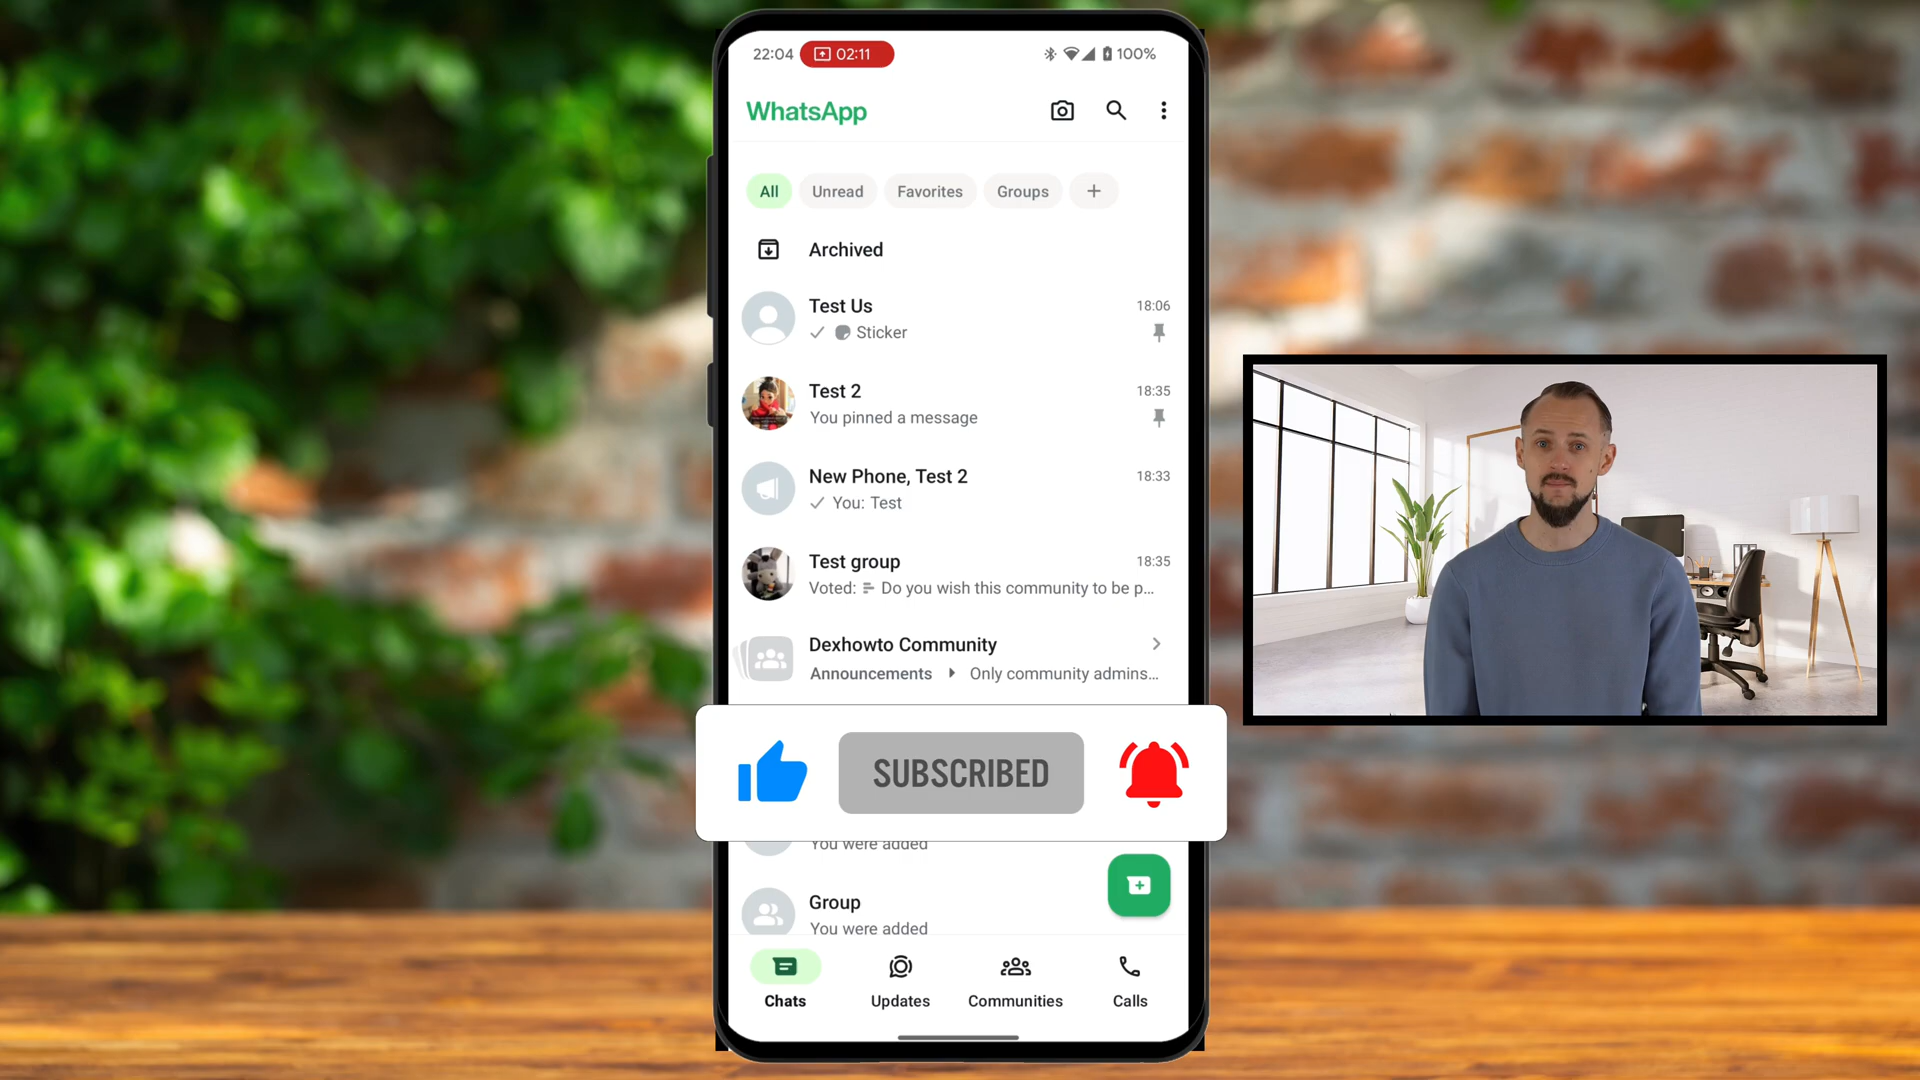 22:04 02:11 100%
WhatsApp
All Unread Favorites Groups +
Archived
Test Us 18:06
Sticker
Test 2 18:35
You pinned a message
New Phone, Test 2 18:33
You: Test
Test group 18:35
Voted: Do you wish this community to be p...
Dexhowto Community
Announcements Only community admins...
SUBSCRIBED
You were added
Group
You were added
Chats Updates Communities Calls